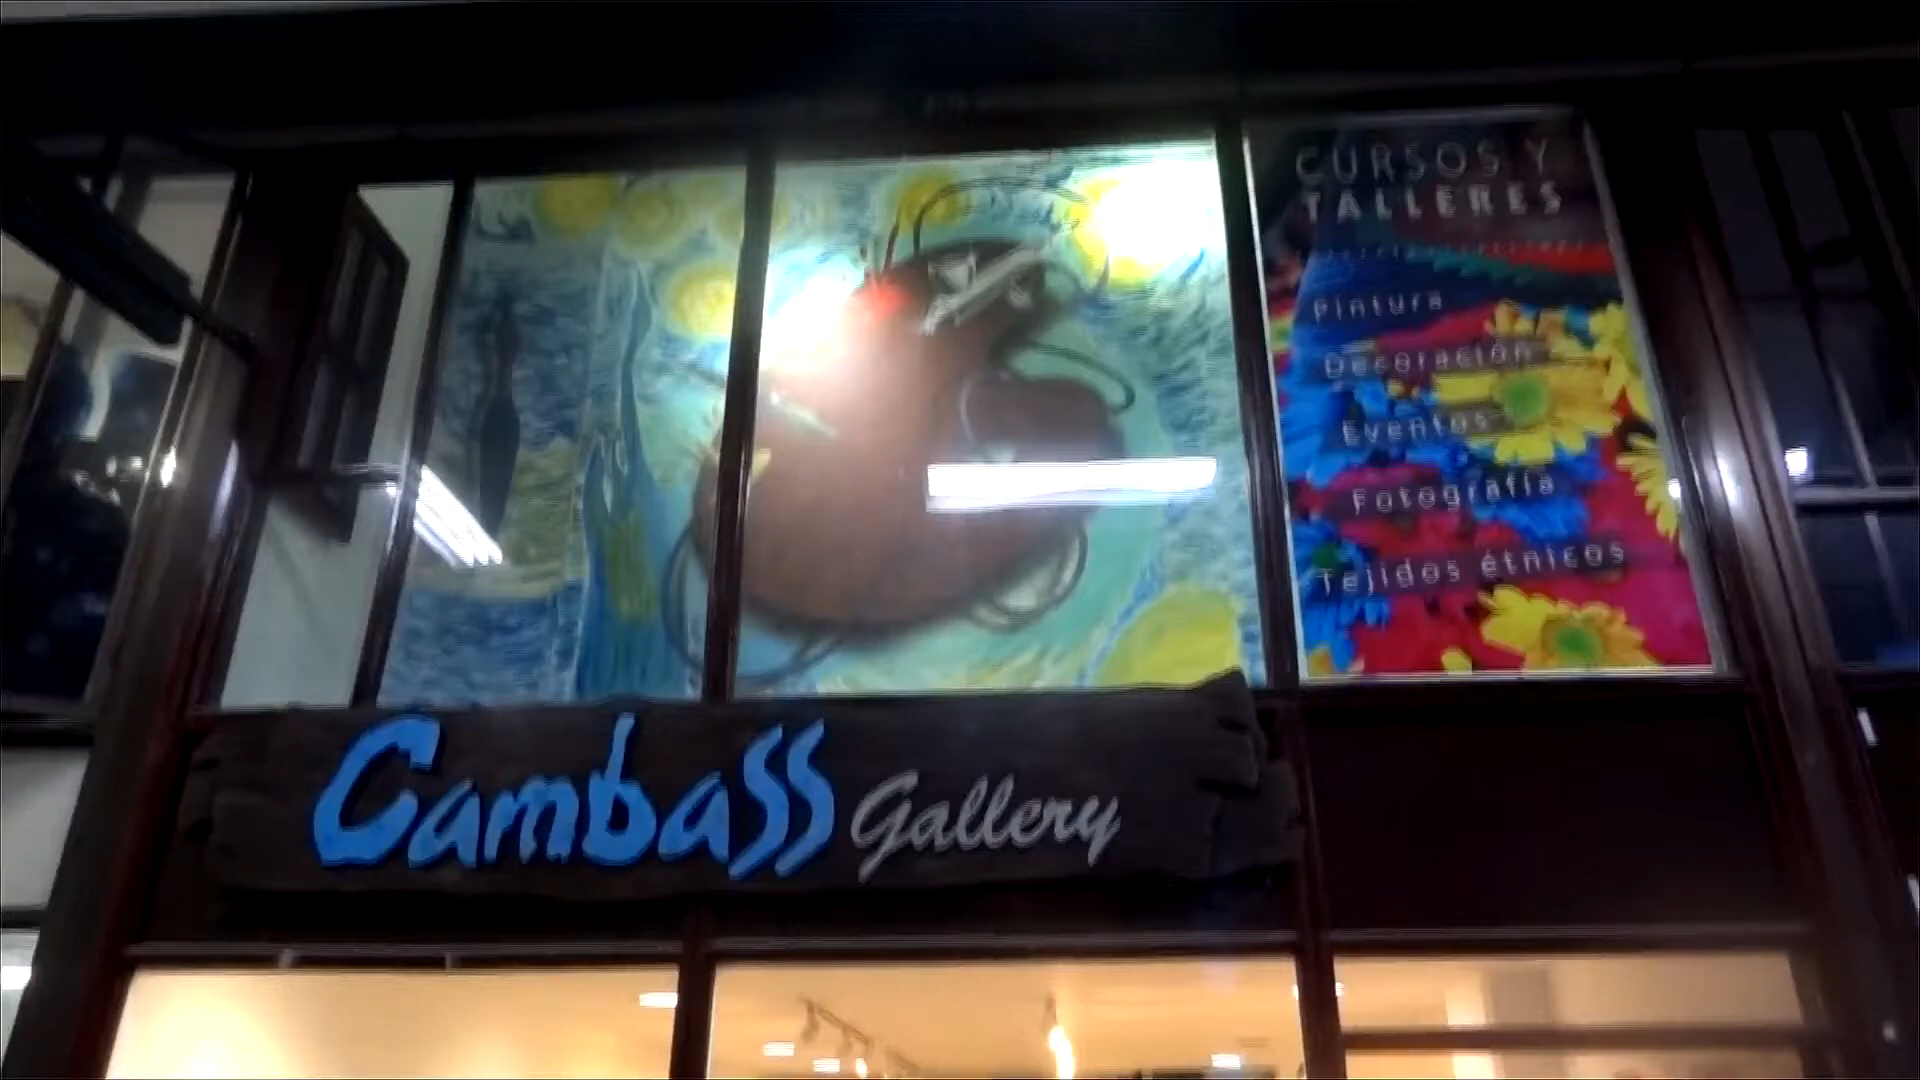 CURSOS Y
TALLERES
Pintura
Decoración
Eventos
Fotografía
Tejidos étnicos
Cambass Gallery